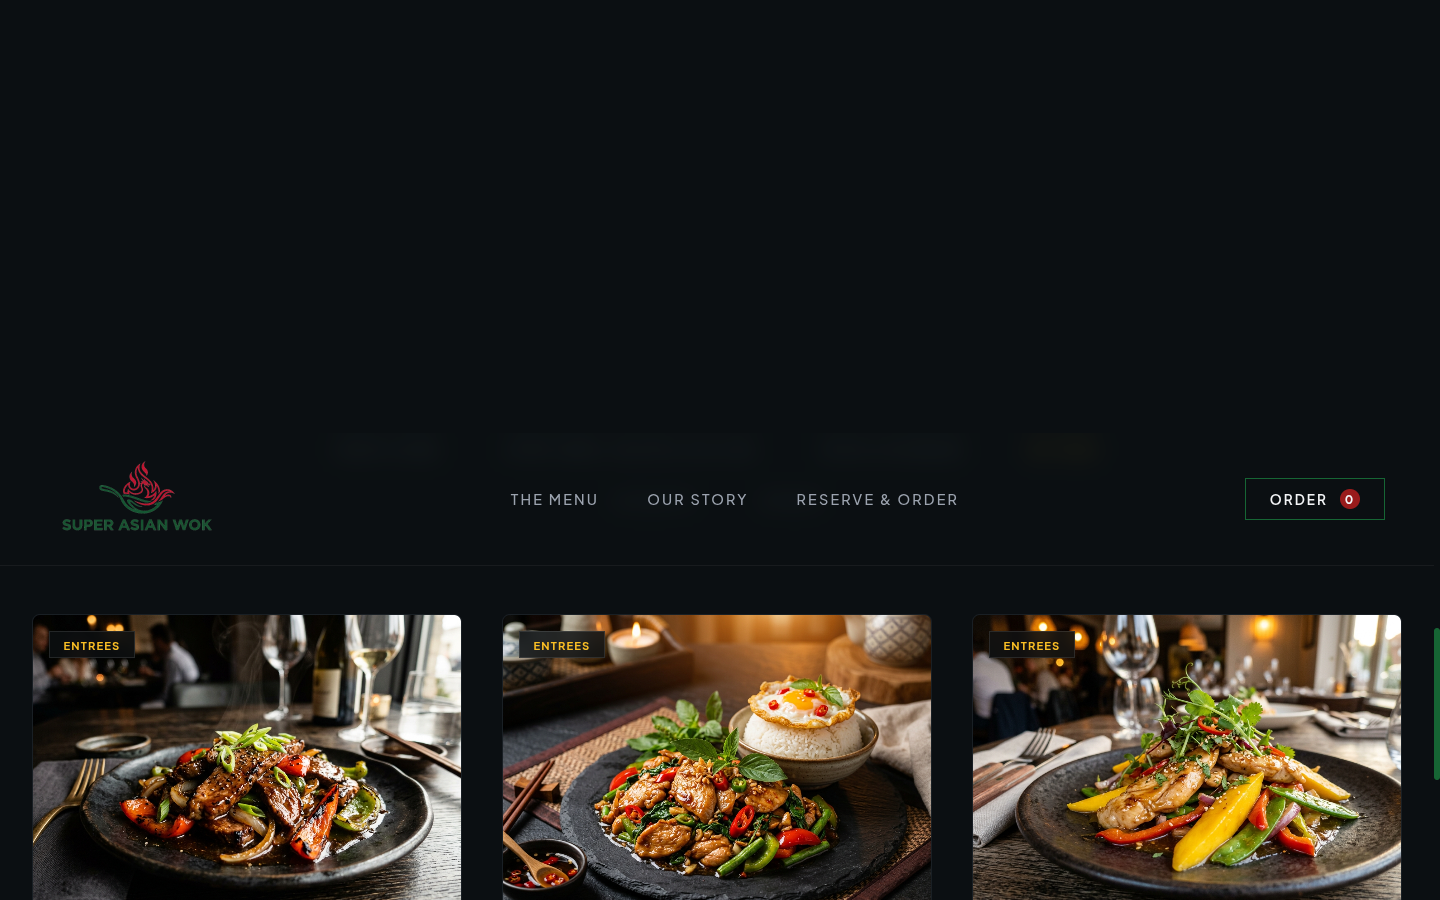 THE MENU OUR STORY RESERVE & ORDER ORDER 0
SUPER ASIAN WOK
ENTREES ENTREES ENTREES